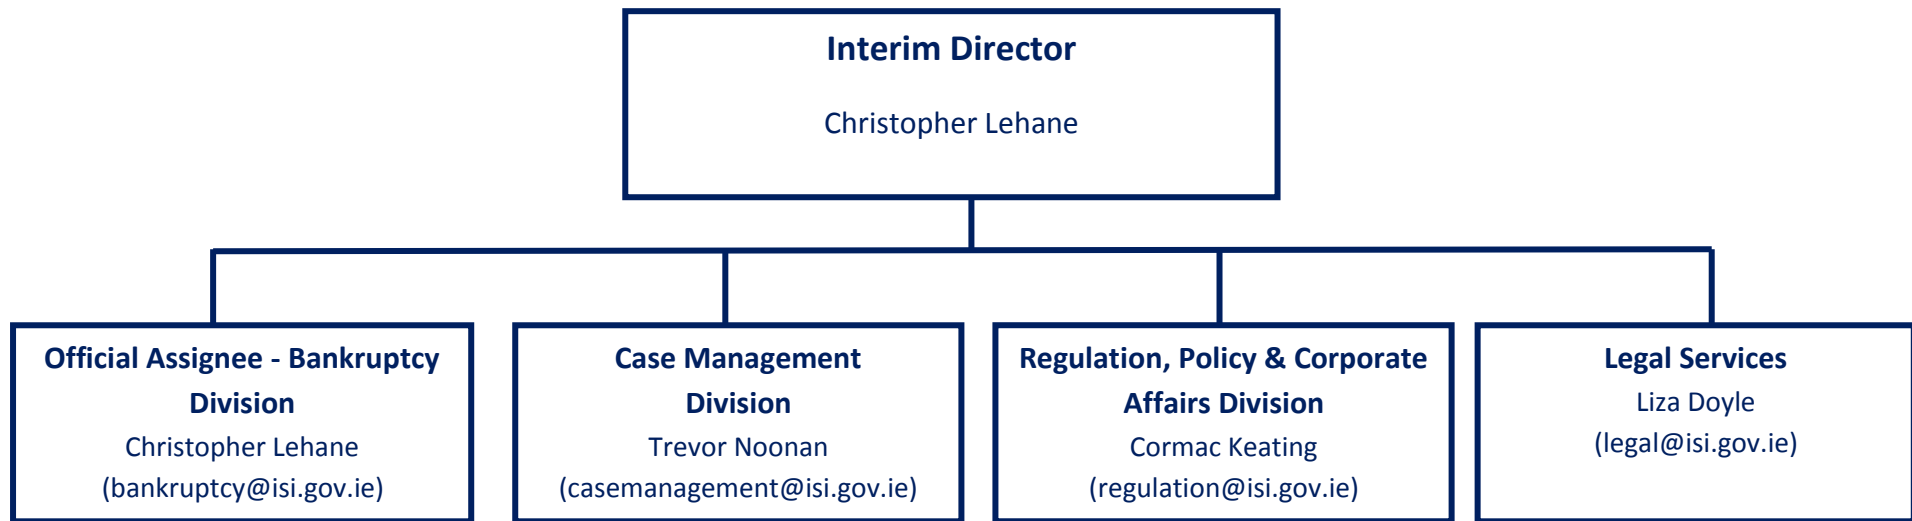 Interim Director
Christopher Lehane
Official Assignee - Bankruptcy
Division
Christopher Lehane
(bankruptcy@isi.gov.ie)
Case Management
Division
Trevor Noonan
(casemanagement@isi.gov.ie)
Regulation, Policy & Corporate
Affairs Division
Cormac Keating
(regulation@isi.gov.ie)
Legal Services
Liza Doyle
(legal@isi.gov.ie)